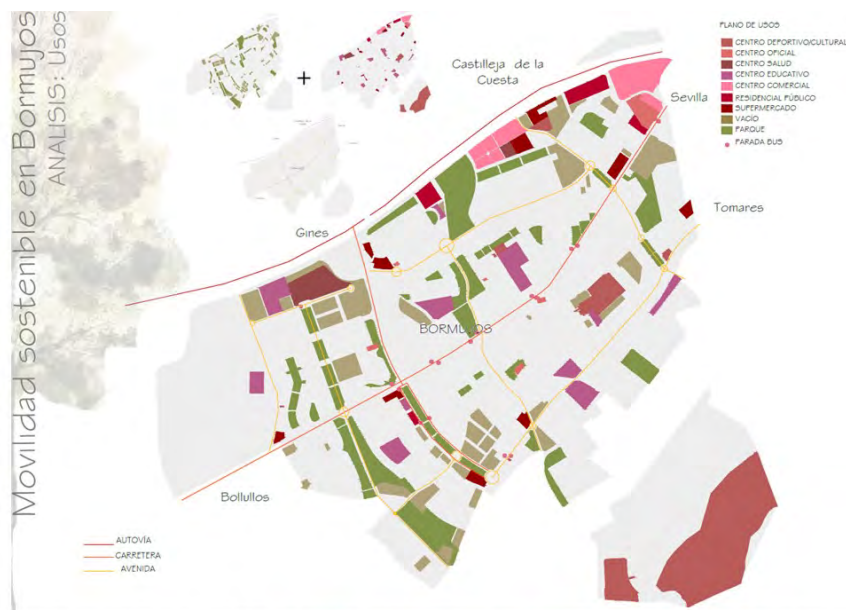 Movilidad sostenible en Bormujos
ANALISIS: Usos
+
Castilleja de la
Cuesta
Sevilla
Tomares
Gines
BORMUJOS
Bollullos
PLANO DE USOS
CENTRO DEPORTIVO/CULTURAL
CENTRO OFICIAL
CENTRO SALUD
CENTRO EDUCATIVO
CENTRO COMERCIAL
RESIDENCIAL PÚBLICO
SUPERMERCADO
VACÍO
PARQUE
PARADA BUS
AUTOVÍA
CARRETERA
AVENIDA